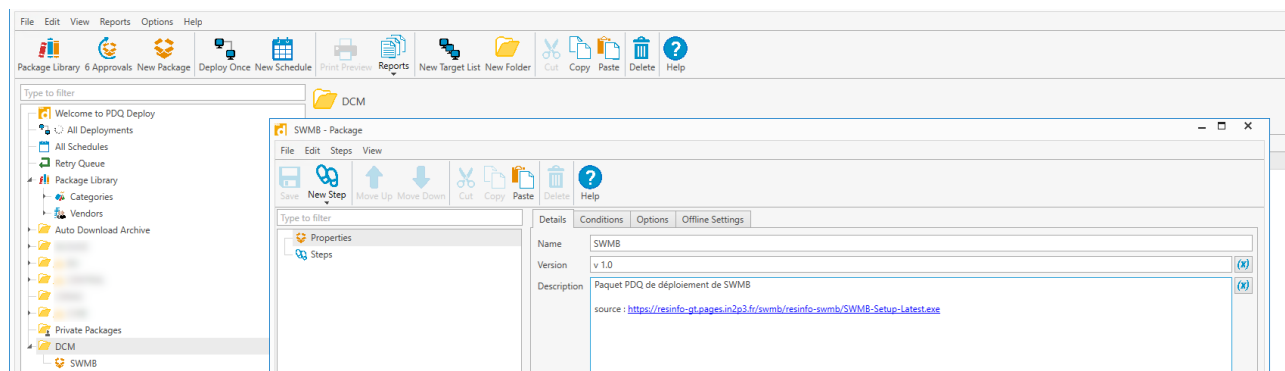 File Edit View Reports Options Help
Package Library 6 Approvals New Package Deploy Once New Schedule Print Preview Reports New Target List New Folder Cut Copy Paste Delete Help
Type to filter
DCM
Welcome to PDQ Deploy
All Deployments
All Schedules
Retry Queue
Package Library
Categories
Vendors
Auto Download Archive
Private Packages
DCM
SWMB
SWMB - Package
File Edit Steps View
Save New Step Move Up Move Down Cut Copy Paste Delete Help
Type to filter
Properties
Steps
Details Conditions Options Offline Settings
Name SWMB
Version v 1.0 (x)
Description Paquet PDQ de déploiement de SWMB (x)
source : https://resinfo-gt.pages.in2p3.fr/swmb/resinfo-swmb/SWMB-Setup-Latest.exe